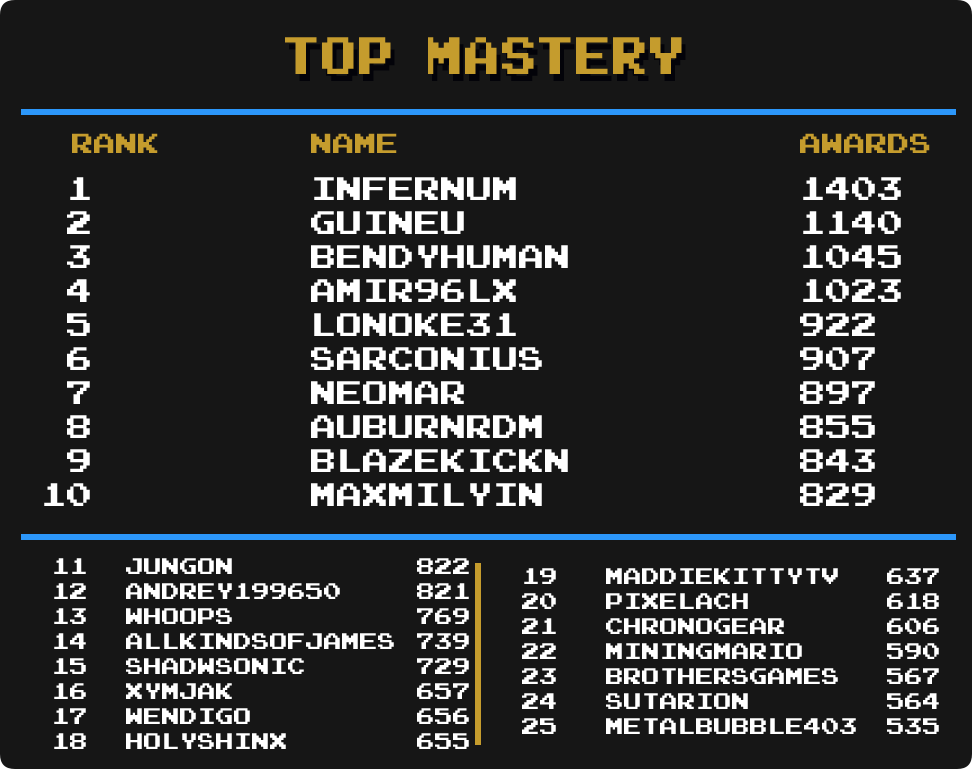 TOP MASTERY
RANK NAME AWARDS
1 INFERNUM 1403
2 GUINEU 1140
3 BENDYHUMAN 1045
4 AMIR96LX 1023
5 LONOKE31 922
6 SARCONIUS 907
7 NEOMAR 897
8 AUBURNRDM 855
9 BLAZEKICKN 843
10 MAXMILYIN 829
11 JUNGON 822
12 ANDREY199650 821
13 WHOOPS 769
14 ALLKINDSOFJAMES 739
15 SHADWSONIC 729
16 XYMJAK 657
17 WENDIGO 656
18 HOLYSHINX 655
19 MADDIEKITTYTV 637
20 PIXELACH 618
21 CHRONOGEAR 606
22 MININGMARIO 590
23 BROTHERSGAMES 567
24 SUTARION 564
25 METALBUBBLE403 535